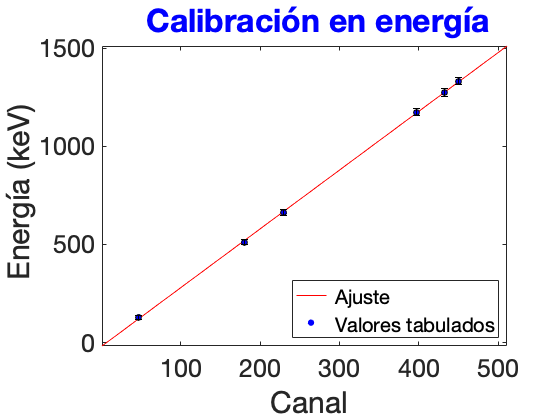 Calibración en energía
Energía (keV)
1500
1000
500
0
100 200 300 400 500
Canal
Ajuste
Valores tabulados